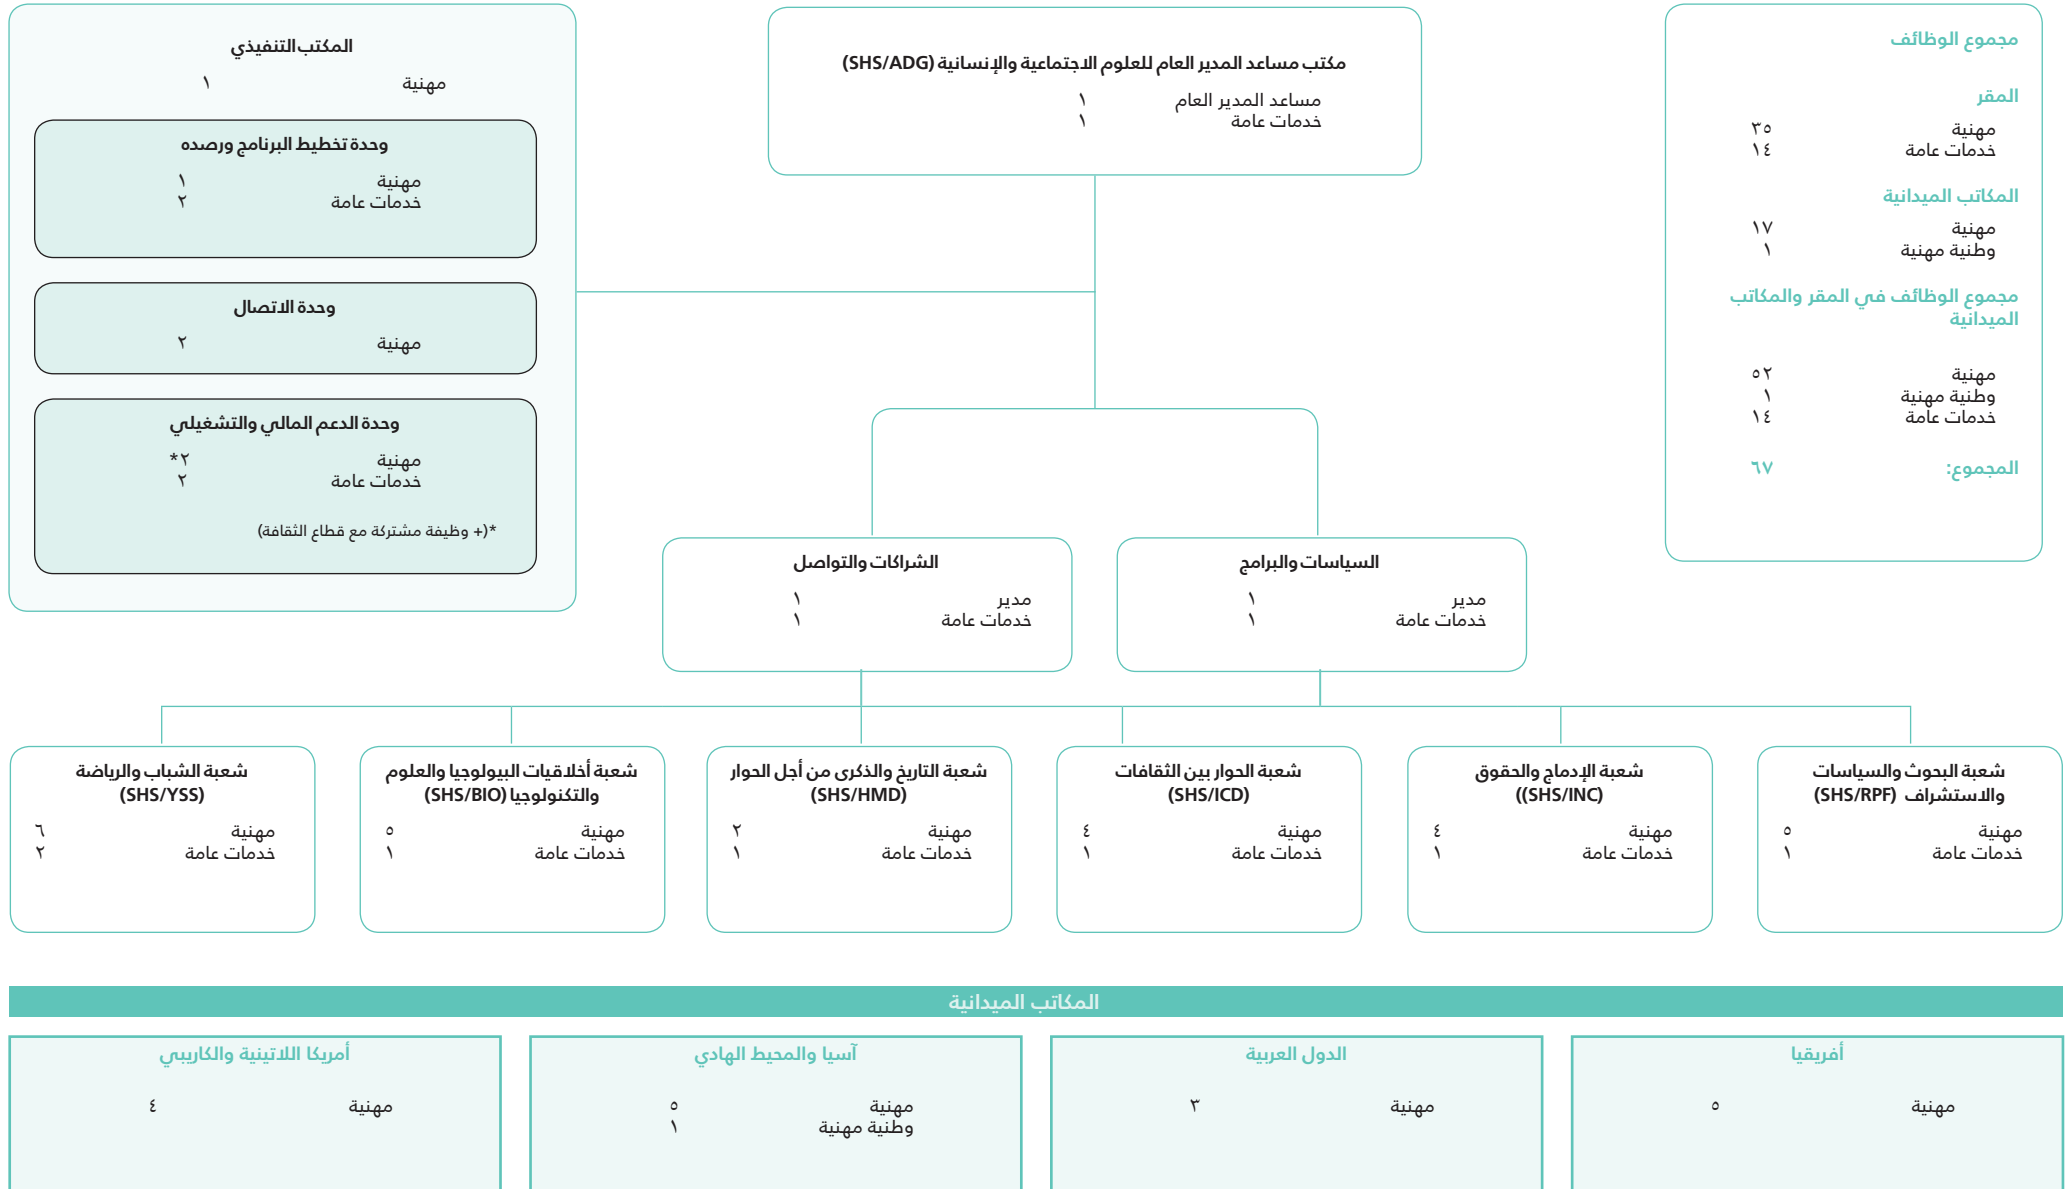 مجموع الوظائف
المقر
مهنية ٣٥
خدمات عامة ١٤
المكاتب الميدانية
مهنية ١٧
وطنية مهنية ١
مجموع الوظائف في المقر والمكاتب
الميدانية
مهنية ٥٢
وطنية مهنية ١
خدمات عامة ١٤
المجموع: ٦٧
مكتب مساعد المدير العام للعلوم الاجتماعية والإنسانية (SHS/ADG)
مساعد المدير العام ١
خدمات عامة ١
المكتب التنفيذي
مهنية ١
وحدة تخطيط البرنامج ورصده
مهنية ١
خدمات عامة ٢
وحدة الاتصال
مهنية ٢
وحدة الدعم المالي والتشغيلي
مهنية ٢*
خدمات عامة ٢
*(+ وظيفة مشتركة مع قطاع الثقافة)
السياسات والبرامج
مدير ١
خدمات عامة ١
الشراكات والتواصل
مدير ١
خدمات عامة ١
شعبة البحوث والسياسات
والاستشراف (SHS/RPF)
مهنية ٥
خدمات عامة ١
شعبة الإدماج والحقوق
((SHS/INC)
مهنية ٤
خدمات عامة ١
شعبة الحوار بين الثقافات
(SHS/ICD)
مهنية ٤
خدمات عامة ١
شعبة التاريخ والذكرى من أجل الحوار
(SHS/HMD)
مهنية ٢
خدمات عامة ١
شعبة أخلاقيات البيولوجيا والعلوم
والتكنولوجيا (SHS/BIO)
مهنية ٥
خدمات عامة ١
شعبة الشباب والرياضة
(SHS/YSS)
مهنية ٦
خدمات عامة ٢
المكاتب الميدانية
أفريقيا
مهنية ٥
الدول العربية
مهنية ٣
آسيا والمحيط الهادي
مهنية ٥
وطنية مهنية ١
أمريكا اللاتينية والكاريبي
مهنية ٤